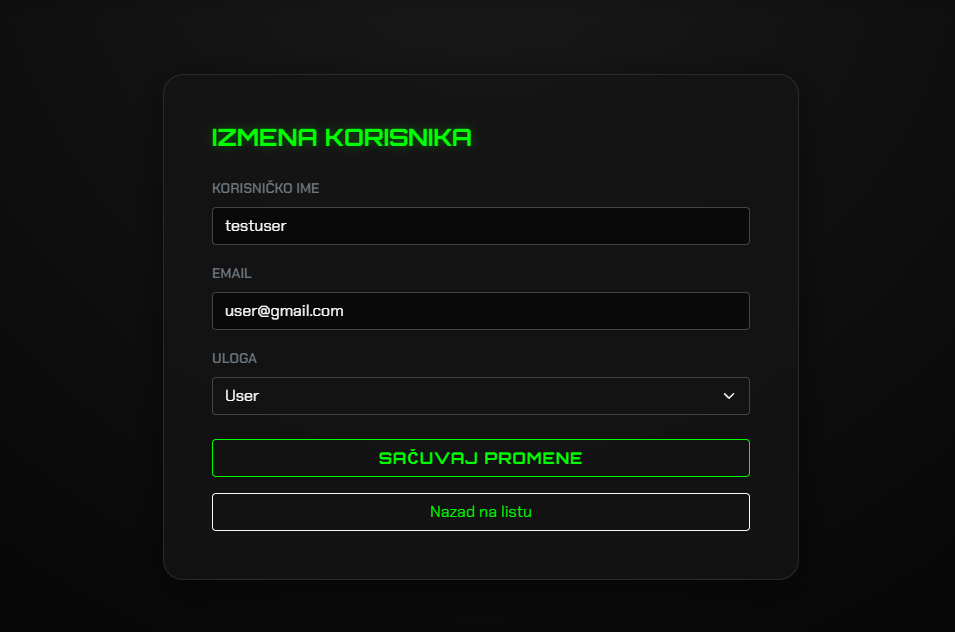 IZMENA KORISNIKA
KORISNIČKO IME
testuser
EMAIL
user@gmail.com
ULOGA
User
SAČUVAJ PROMENE
Nazad na listu